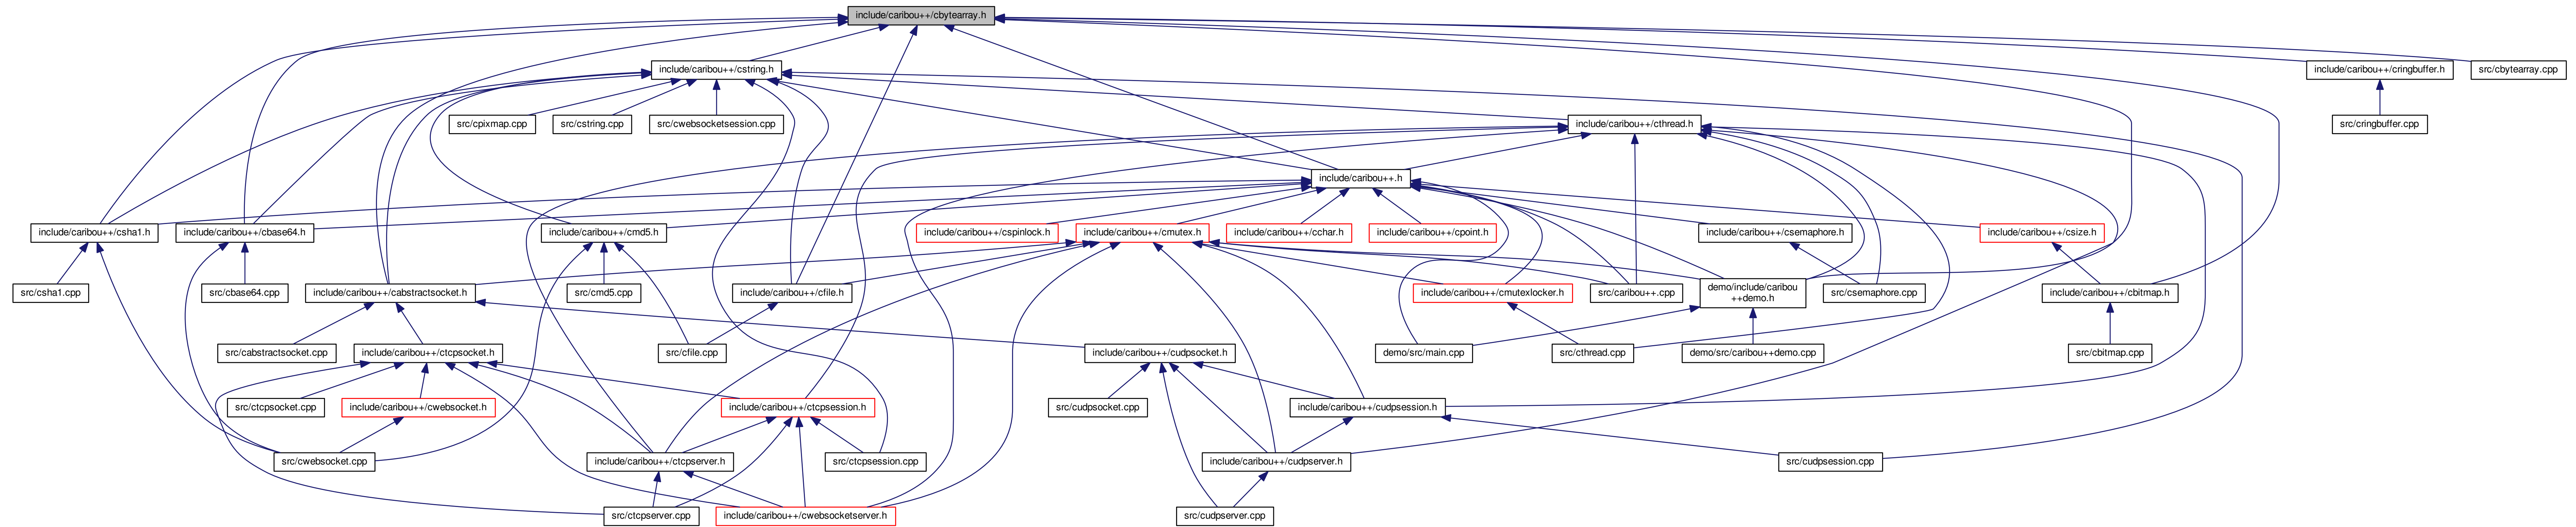 include/caribou++/cbytearray.h
include/caribou++/cstring.h
include/caribou++/cringbuffer.h
src/cbytearray.cpp
src/cpixmap.cpp
src/cstring.cpp
src/cwebsocketsession.cpp
include/caribou++/cthread.h
src/cringbuffer.cpp
include/caribou++.h
include/caribou++/csha1.h
include/caribou++/cbase64.h
include/caribou++/cmd5.h
include/caribou++/cspinlock.h
include/caribou++/cmutex.h
include/caribou++/cchar.h
include/caribou++/cpoint.h
include/caribou++/csemaphore.h
include/caribou++/csize.h
src/csha1.cpp
src/cbase64.cpp
include/caribou++/cabstractsocket.h
src/cmd5.cpp
include/caribou++/cfile.h
include/caribou++/cmutexlocker.h
src/caribou++.cpp
demo/include/caribou
++demo.h
src/csemaphore.cpp
include/caribou++/cbitmap.h
src/cabstractsocket.cpp
include/caribou++/ctcpsocket.h
src/cfile.cpp
include/caribou++/cudpsocket.h
demo/src/main.cpp
src/cthread.cpp
demo/src/caribou++demo.cpp
src/cbitmap.cpp
src/ctcpsocket.cpp
include/caribou++/cwebsocket.h
include/caribou++/ctcpsession.h
src/cudpsocket.cpp
include/caribou++/cudpsession.h
src/cwebsocket.cpp
include/caribou++/ctcpserver.h
src/ctcpsession.cpp
include/caribou++/cudpserver.h
src/cudpsession.cpp
src/ctcpserver.cpp
include/caribou++/cwebsocketserver.h
src/cudpserver.cpp